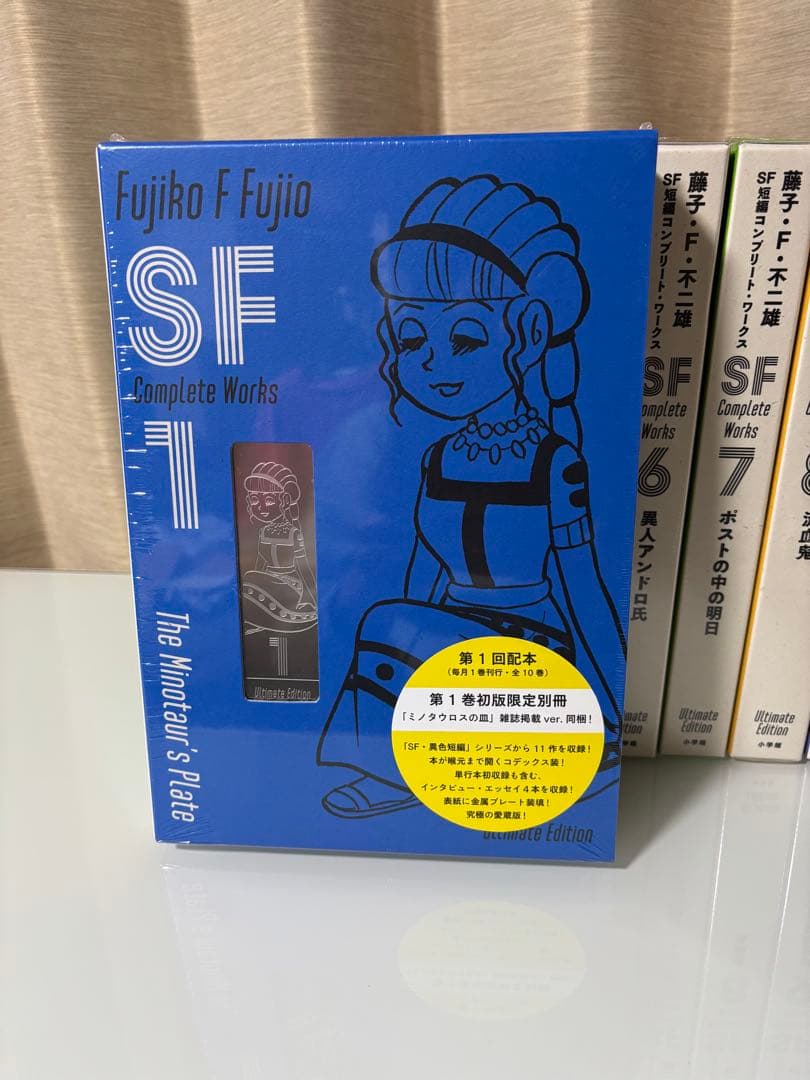 Fujiko F Fujio
SF
Complete Works
1
The Minotaur's Plate
1
Ultimate Edition
第1回配本
(毎月1巻刊行・全10巻)
第1巻初版限定別冊
「ミノタウロスの皿」雑誌掲載 ver. 同梱!
「SF・異色短編」シリーズから11作を収録!
本が喉元まで開くコデックス装!
単行本初収録も含む、
インタビュー・エッセイ4本を収録!
表紙に金属プレート装填!
究極の愛蔵版!
Ultimate Edition
藤子・F・不二雄
SF短編コンプリート・ワークス
SF
Complete
Works
6
異人アンドロ氏
Ultimate
Edition
小学館
藤子・F・不二雄
SF短編コンプリート・ワークス
SF
Complete
Works
7
ポストの中の明日
Ultimate
Edition
小学館
8
流血鬼
Ultimate
Edition
小学館